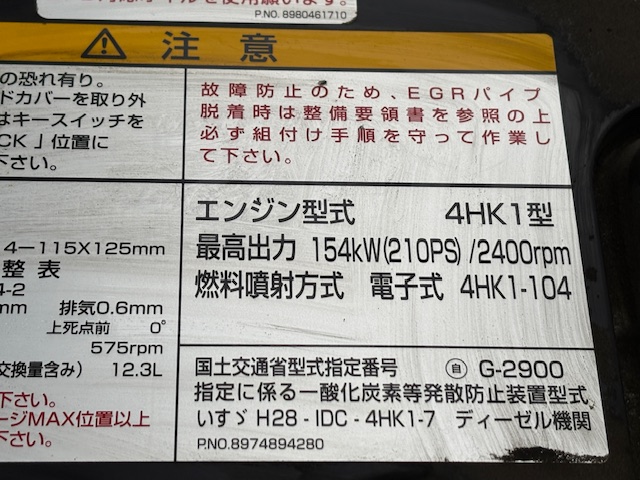 P.NO. 8980461710
⚠ 注意
の恐れ有り。
ドカバーを取り外
はキースイッチを
CK」位置に
下さい。
故障防止のため、EGRパイプ
脱着時は整備要領書を参照の上
必ず組付け手順を守って作業し
て下さい。
4－115X125mm
整 表
4-2
mm 排気0.6mm
上死点前 0°
575rpm
交換量含み) 12.3L
下さい。
ージMAX位置以上
下さい。
エンジン型式 4HK1型
最高出力 154kW(210PS)/2400rpm
燃料噴射方式 電子式 4HK1-104
国土交通省型式指定番号 ㉂ G-2900
指定に係る一酸化炭素等発散防止装置型式
いすゞ H28 - IDC - 4HK1-7 ディーゼル機関
P.NO.8974894280